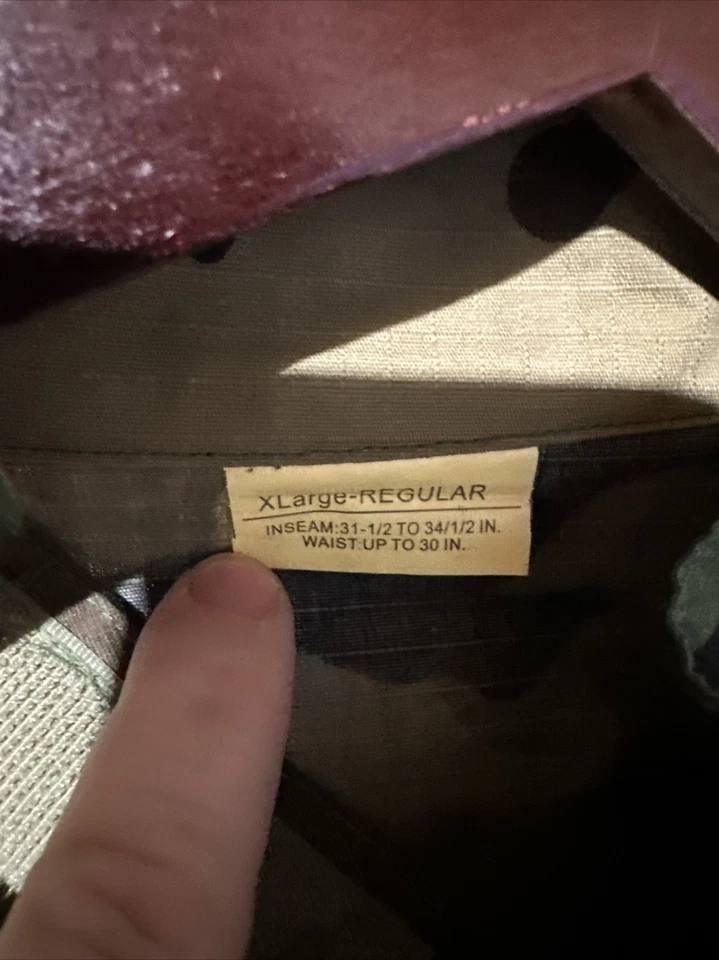 XLarge-REGULAR
INSEAM:31-1/2 TO 34/1/2 IN.
WAIST:UP TO 30 IN.